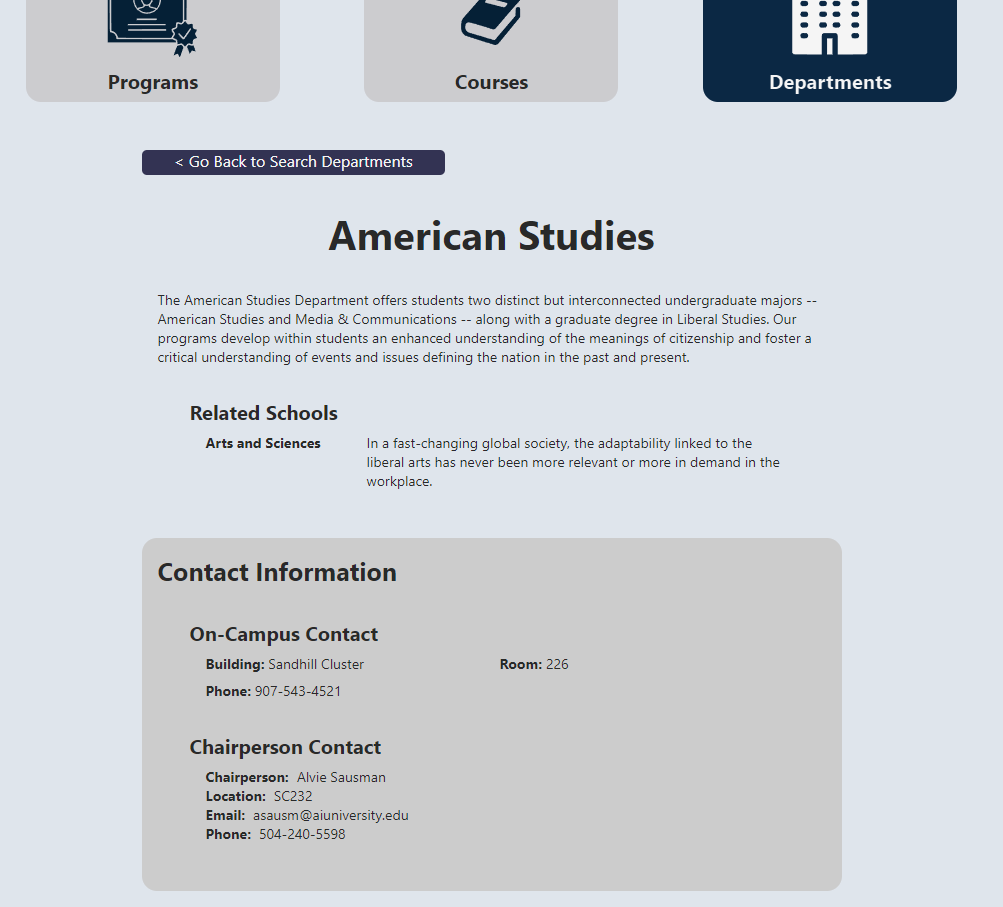 Programs
Courses
Departments
< Go Back to Search Departments
American Studies
The American Studies Department offers students two distinct but interconnected undergraduate majors --
American Studies and Media & Communications -- along with a graduate degree in Liberal Studies. Our
programs develop within students an enhanced understanding of the meanings of citizenship and foster a
critical understanding of events and issues defining the nation in the past and present.
Related Schools
Arts and Sciences In a fast-changing global society, the adaptability linked to the
liberal arts has never been more relevant or more in demand in the
workplace.
Contact Information
On-Campus Contact
Building: Sandhill Cluster Room: 226
Phone: 907-543-4521
Chairperson Contact
Chairperson: Alvie Sausman
Location: SC232
Email: asausm@aiuniversity.edu
Phone: 504-240-5598